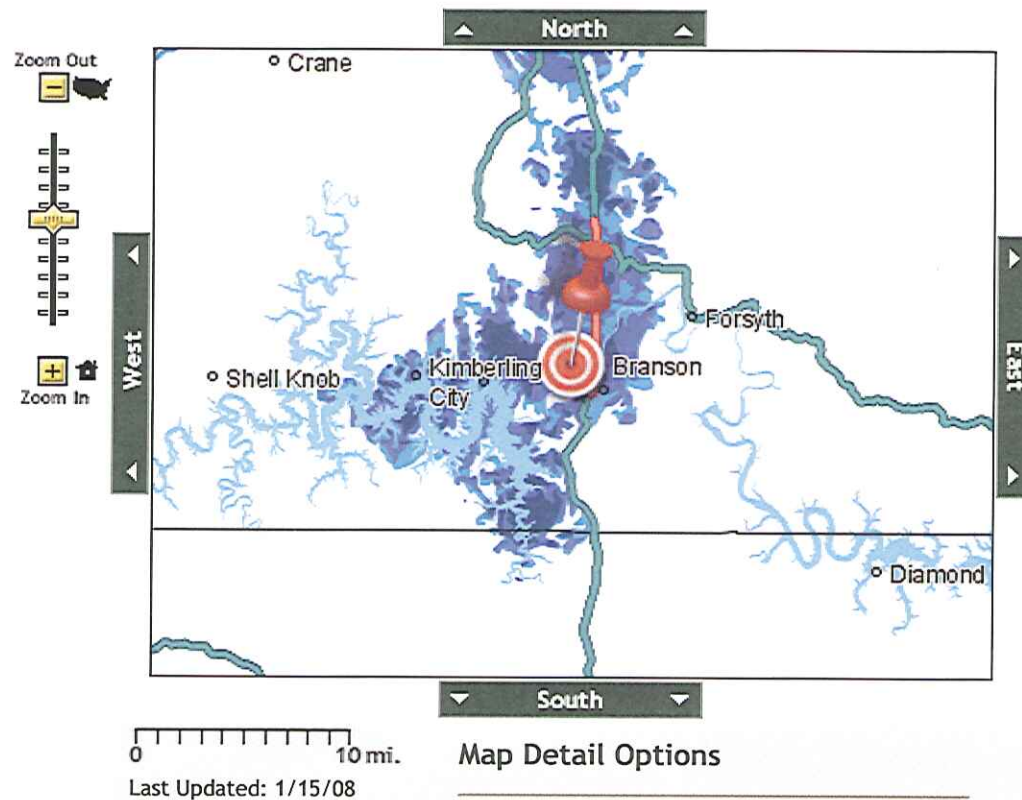 North
Zoom Out
Crane
West
East
Forsyth
Shell Knob
Kimberling
City
Branson
Zoom In
Diamond
South
0 10 mi.
Last Updated: 1/15/08
Map Detail Options